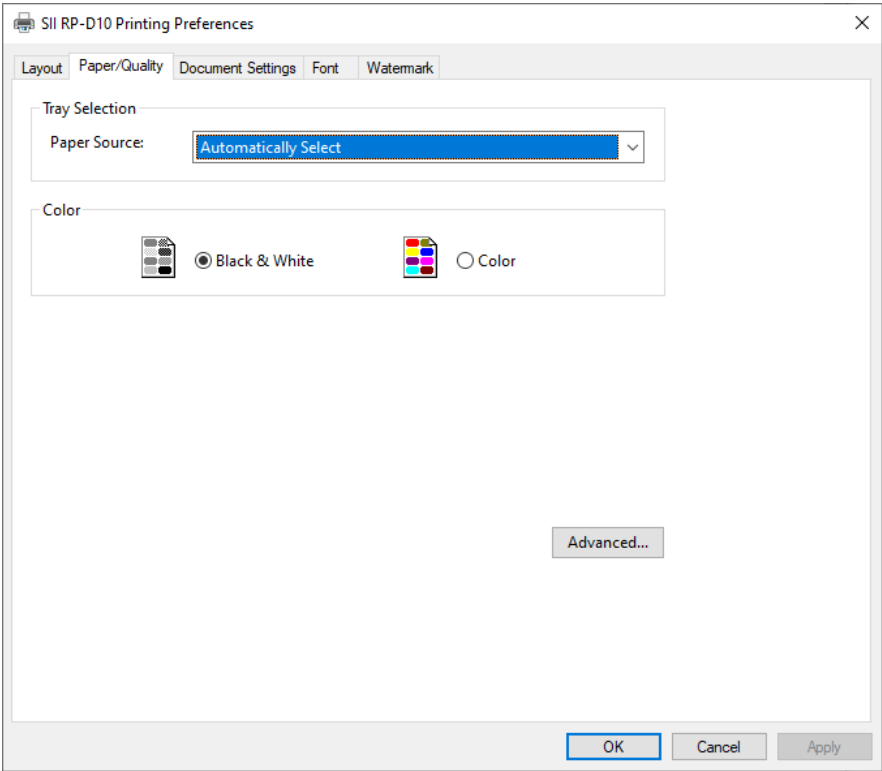 SII RP-D10 Printing Preferences
Layout Paper/Quality Document Settings Font Watermark
Tray Selection
Paper Source: Automatically Select
Color
Black & White Color
Advanced...
OK Cancel Apply